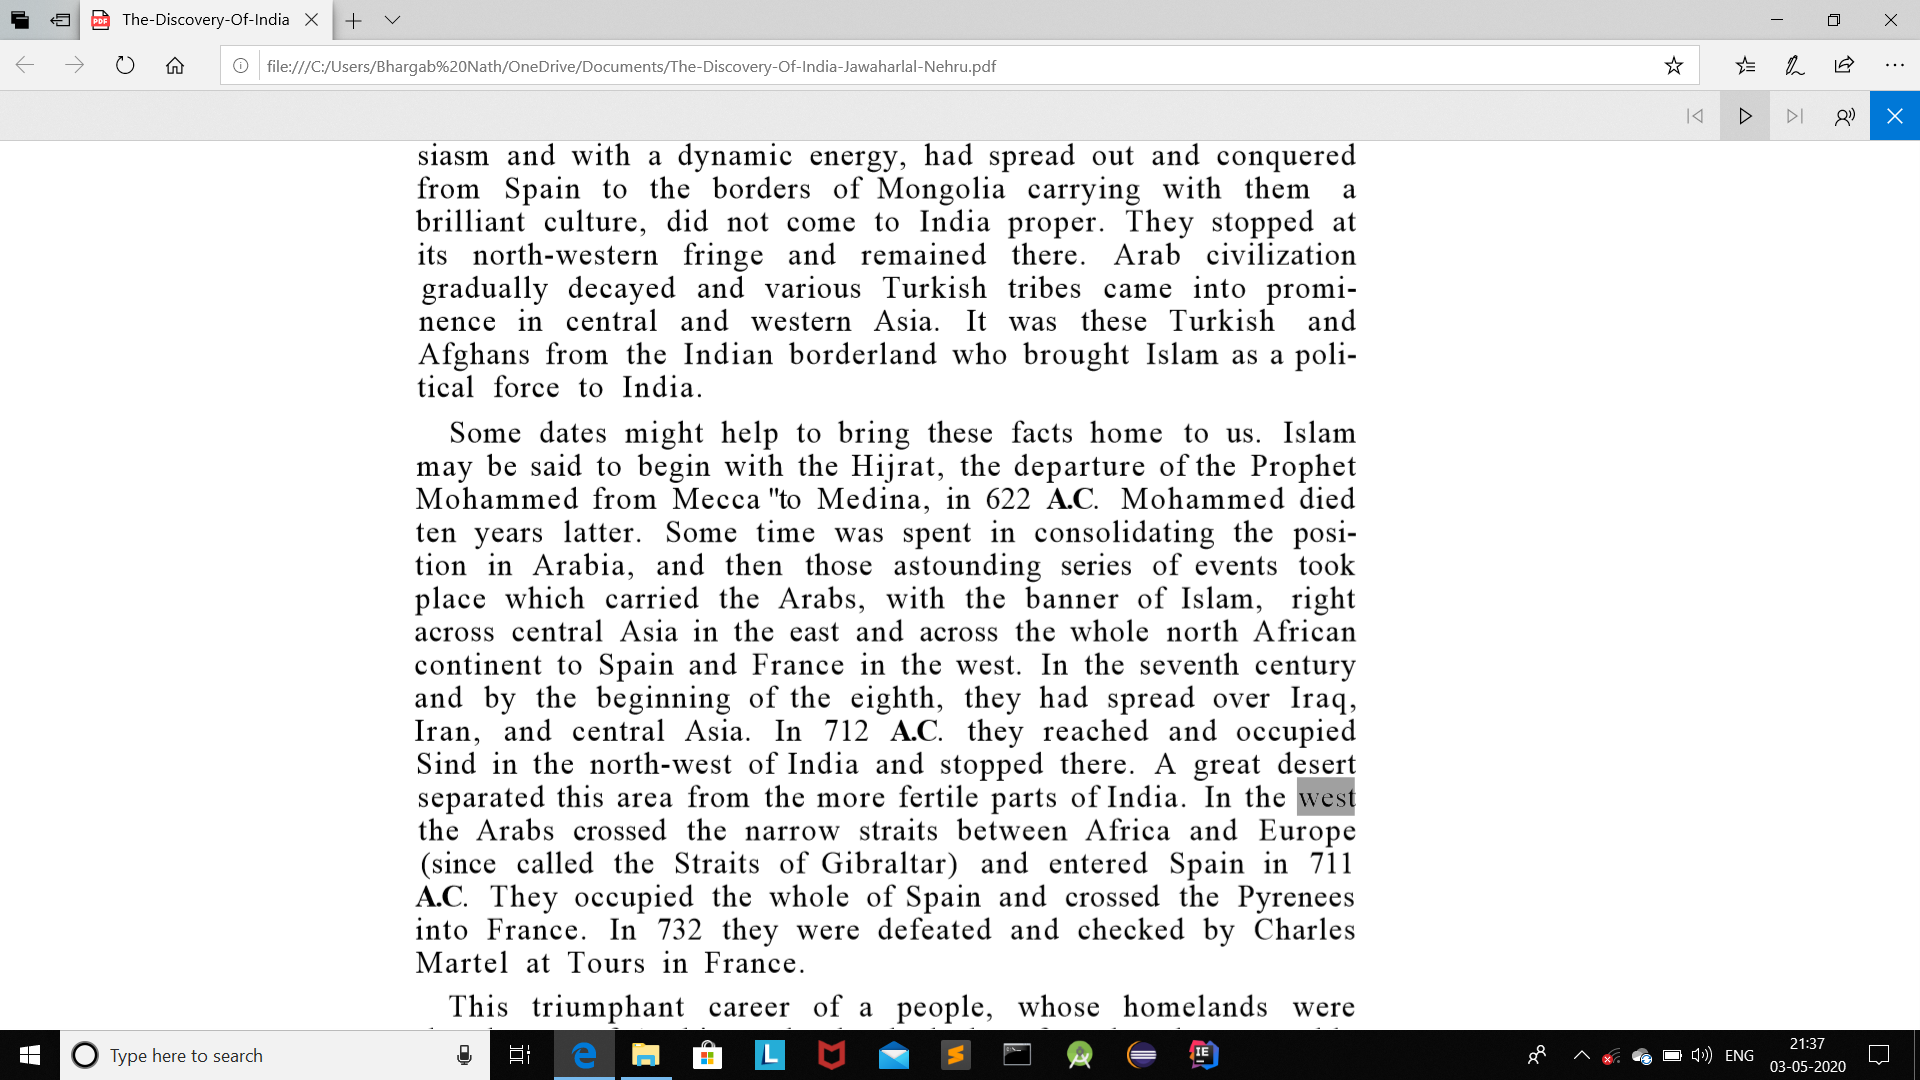 The-Discovery-Of-India
file:///C:/Users/Bhargab%20Nath/OneDrive/Documents/The-Discovery-Of-India-Jawaharlal-Nehru.pdf
siasm and with a dynamic energy, had spread out and conquered
from Spain to the borders of Mongolia carrying with them a
brilliant culture, did not come to India proper. They stopped at
its north-western fringe and remained there. Arab civilization
gradually decayed and various Turkish tribes came into promi-
nence in central and western Asia. It was these Turkish and
Afghans from the Indian borderland who brought Islam as a poli-
tical force to India.
Some dates might help to bring these facts home to us. Islam
may be said to begin with the Hijrat, the departure of the Prophet
Mohammed from Mecca "to Medina, in 622 A.C. Mohammed died
ten years latter. Some time was spent in consolidating the posi-
tion in Arabia, and then those astounding series of events took
place which carried the Arabs, with the banner of Islam, right
across central Asia in the east and across the whole north African
continent to Spain and France in the west. In the seventh century
and by the beginning of the eighth, they had spread over Iraq,
Iran, and central Asia. In 712 A.C. they reached and occupied
Sind in the north-west of India and stopped there. A great desert
separated this area from the more fertile parts of India. In the west
the Arabs crossed the narrow straits between Africa and Europe
(since called the Straits of Gibraltar) and entered Spain in 711
A.C. They occupied the whole of Spain and crossed the Pyrenees
into France. In 732 they were defeated and checked by Charles
Martel at Tours in France.
This triumphant career of a people, whose homelands were
Type here to search
ENG
21:37
03-05-2020